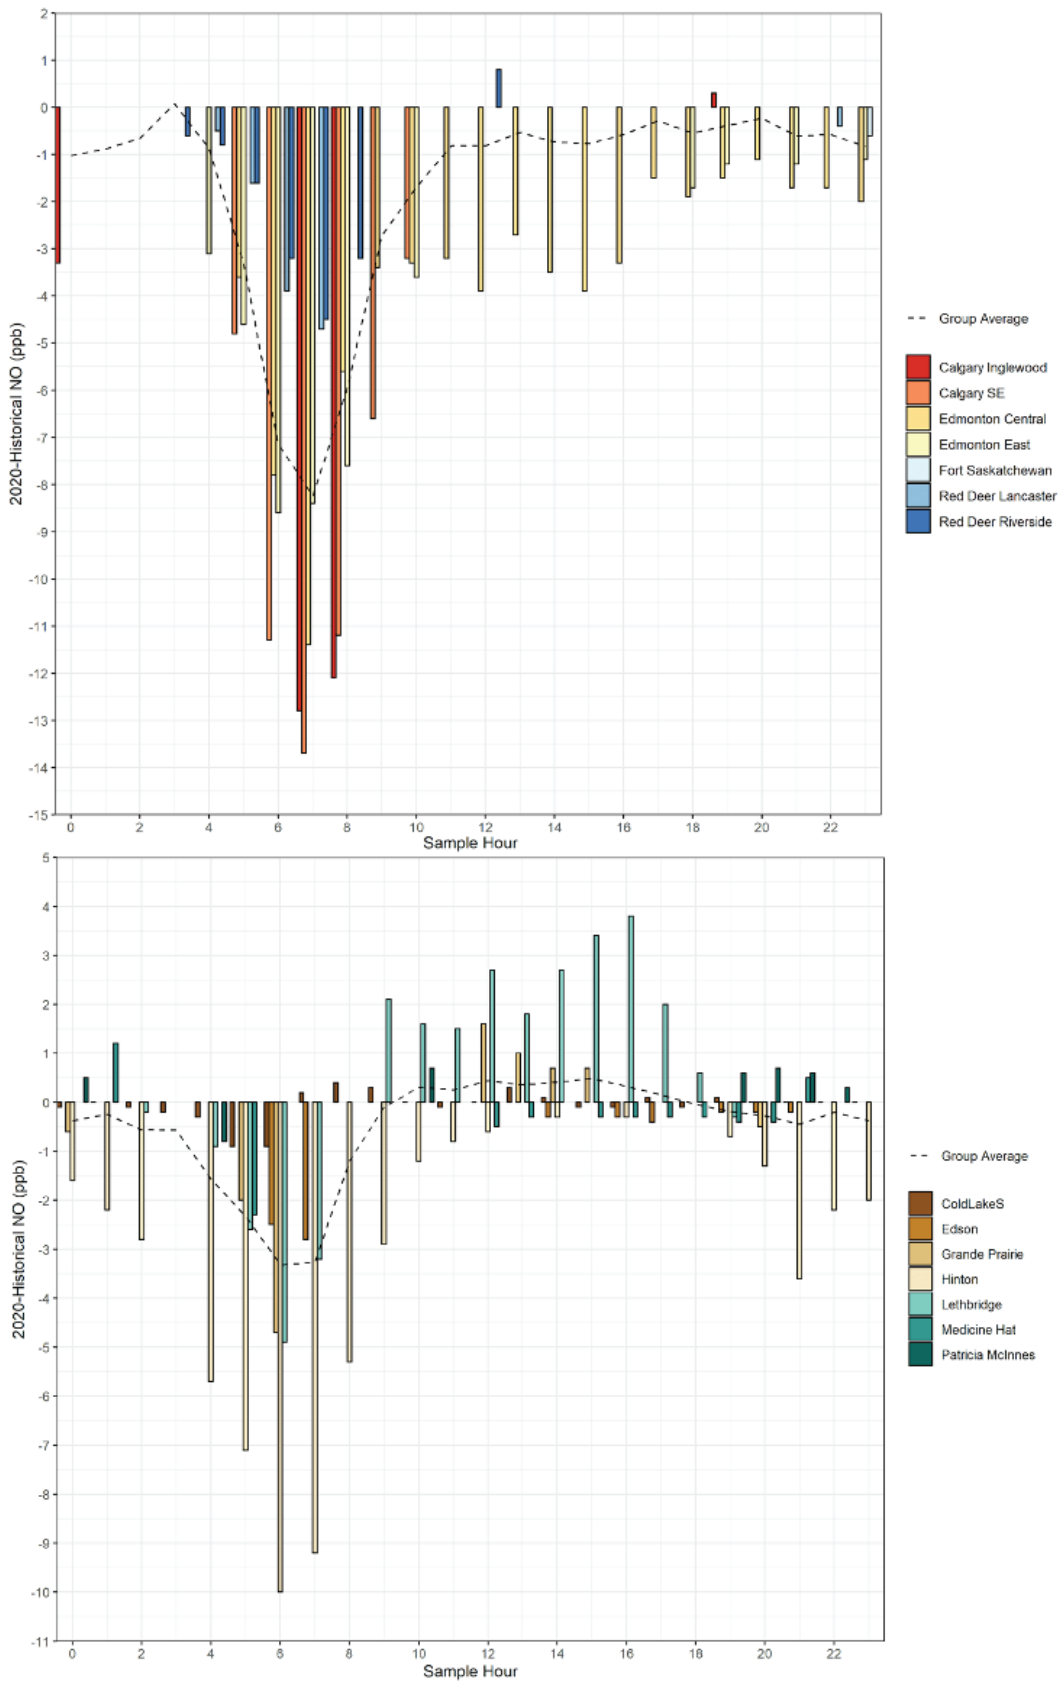 2
1
0
-1
-2
-3
-4
-5
-6
-7
-8
-9
-10
-11
-12
-13
-14
-15
2020-Historical NO (ppb)
0 2 4 6 8 10 12 14 16 18 20 22
Sample Hour
Group Average
Calgary Inglewood
Calgary SE
Edmonton Central
Edmonton East
Fort Saskatchewan
Red Deer Lancaster
Red Deer Riverside
5
4
3
2
1
0
-1
-2
-3
-4
-5
-6
-7
-8
-9
-10
-11
2020-Historical NO (ppb)
0 2 4 6 8 10 12 14 16 18 20 22
Sample Hour
Group Average
ColdLakeS
Edson
Grande Prairie
Hinton
Lethbridge
Medicine Hat
Patricia McInnes